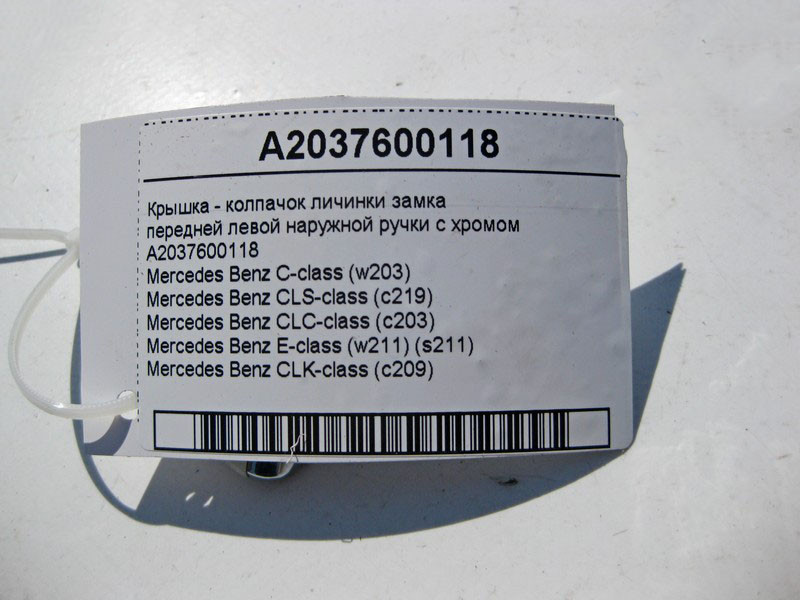 A2037600118
Крышка - колпачок личинки замка
передней левой наружной ручки с хромом
A2037600118
Mercedes Benz C-class (w203)
Mercedes Benz CLS-class (c219)
Mercedes Benz CLC-class (c203)
Mercedes Benz E-class (w211) (s211)
Mercedes Benz CLK-class (c209)